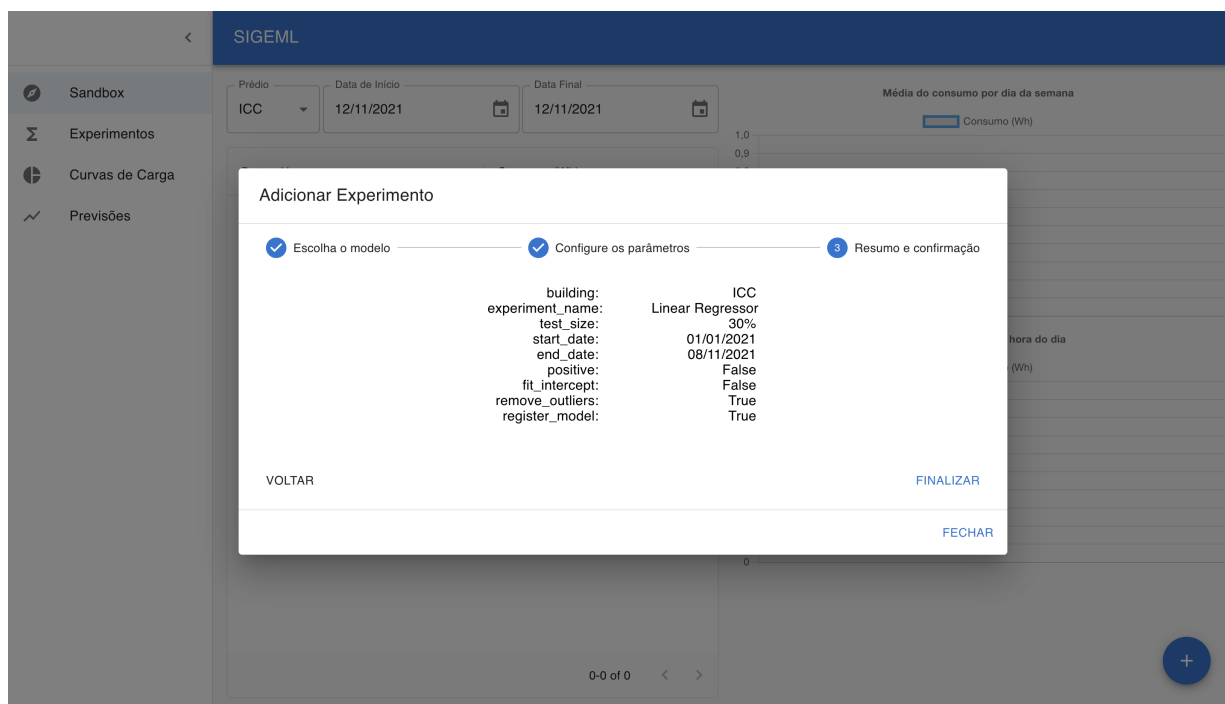 SIGEML
Sandbox
Experimentos
Curvas de Carga
Previsões
Prédio
ICC
Data de Início
12/11/2021
Data Final
12/11/2021
Média do consumo por dia da semana
Consumo (Wh)
1,0
0,9
Adicionar Experimento
Escolha o modelo
Configure os parâmetros
3 Resumo e confirmação
building: ICC
experiment_name: Linear Regressor
test_size: 30%
start_date: 01/01/2021
end_date: 08/11/2021
positive: False
fit_intercept: False
remove_outliers: True
register_model: True
VOLTAR
FINALIZAR
FECHAR
hora do dia
(Wh)
0
0-0 of 0